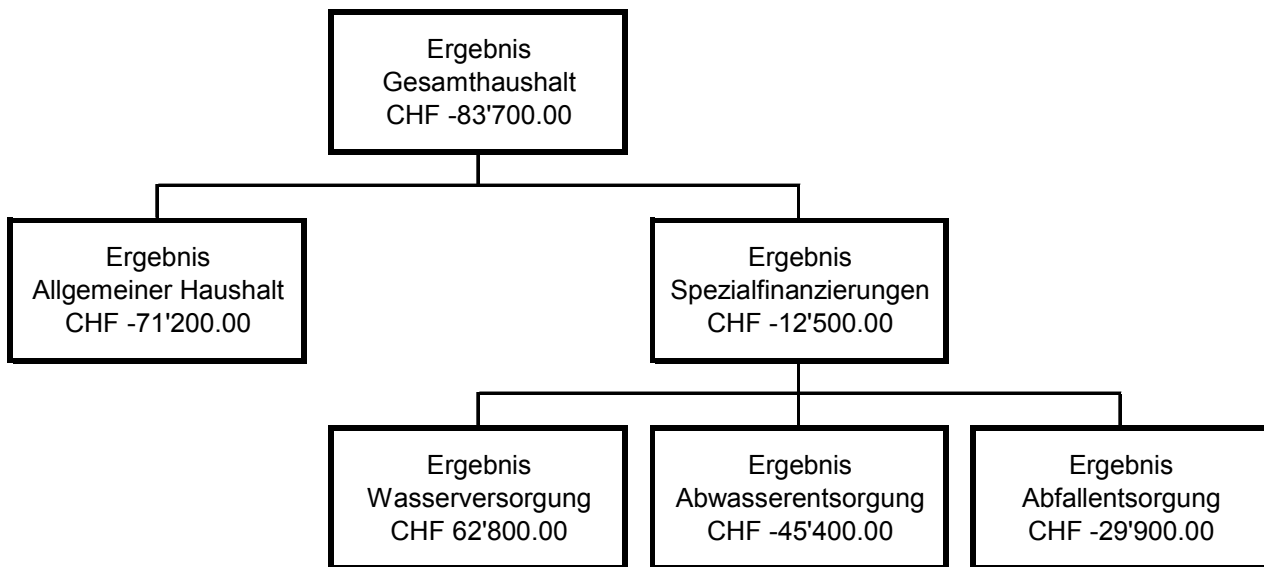 Ergebnis
Gesamthaushalt
CHF -83'700.00
Ergebnis
Allgemeiner Haushalt
CHF -71'200.00
Ergebnis
Spezialfinanzierungen
CHF -12'500.00
Ergebnis
Wasserversorgung
CHF 62'800.00
Ergebnis
Abwasserentsorgung
CHF -45'400.00
Ergebnis
Abfallentsorgung
CHF -29'900.00